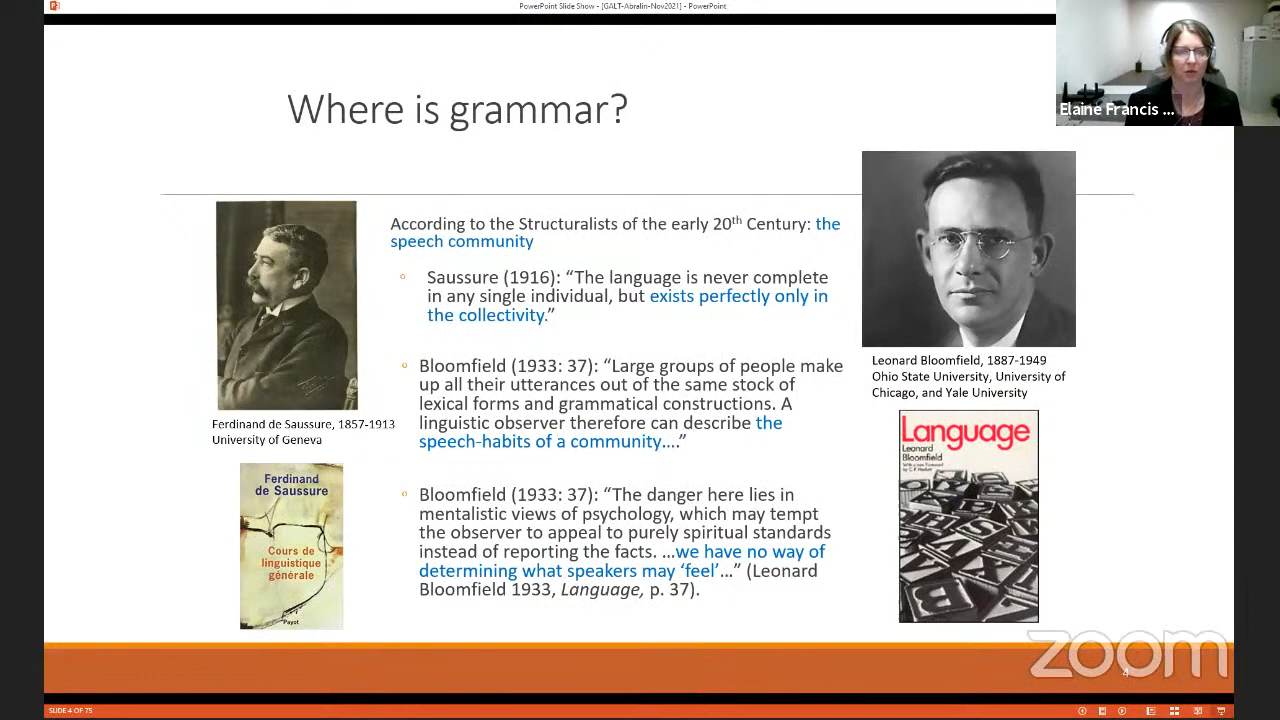 PowerPoint Slide Show - [GALT-Abralin-Nov2021] - PowerPoint
Elaine Francis ...
Where is grammar?
According to the Structuralists of the early 20th Century: the
speech community
Saussure (1916): “The language is never complete
in any single individual, but exists perfectly only in
the collectivity.”
Bloomfield (1933: 37): “Large groups of people make
up all their utterances out of the same stock of
lexical forms and grammatical constructions. A
linguistic observer therefore can describe the
speech-habits of a community….”
Bloomfield (1933: 37): “The danger here lies in
mentalistic views of psychology, which may tempt
the observer to appeal to purely spiritual standards
instead of reporting the facts. …we have no way of
determining what speakers may ‘feel’…” (Leonard
Bloomfield 1933, Language, p. 37).
Ferdinand de Saussure, 1857-1913
University of Geneva
Ferdinand
de Saussure
Cours de
linguistique
générale
Payot
Leonard Bloomfield, 1887-1949
Ohio State University, University of
Chicago, and Yale University
Language
Leonard
Bloomfield
With a new Foreword
by C. F. Hockett
zoom
4
SLIDE 4 OF 75